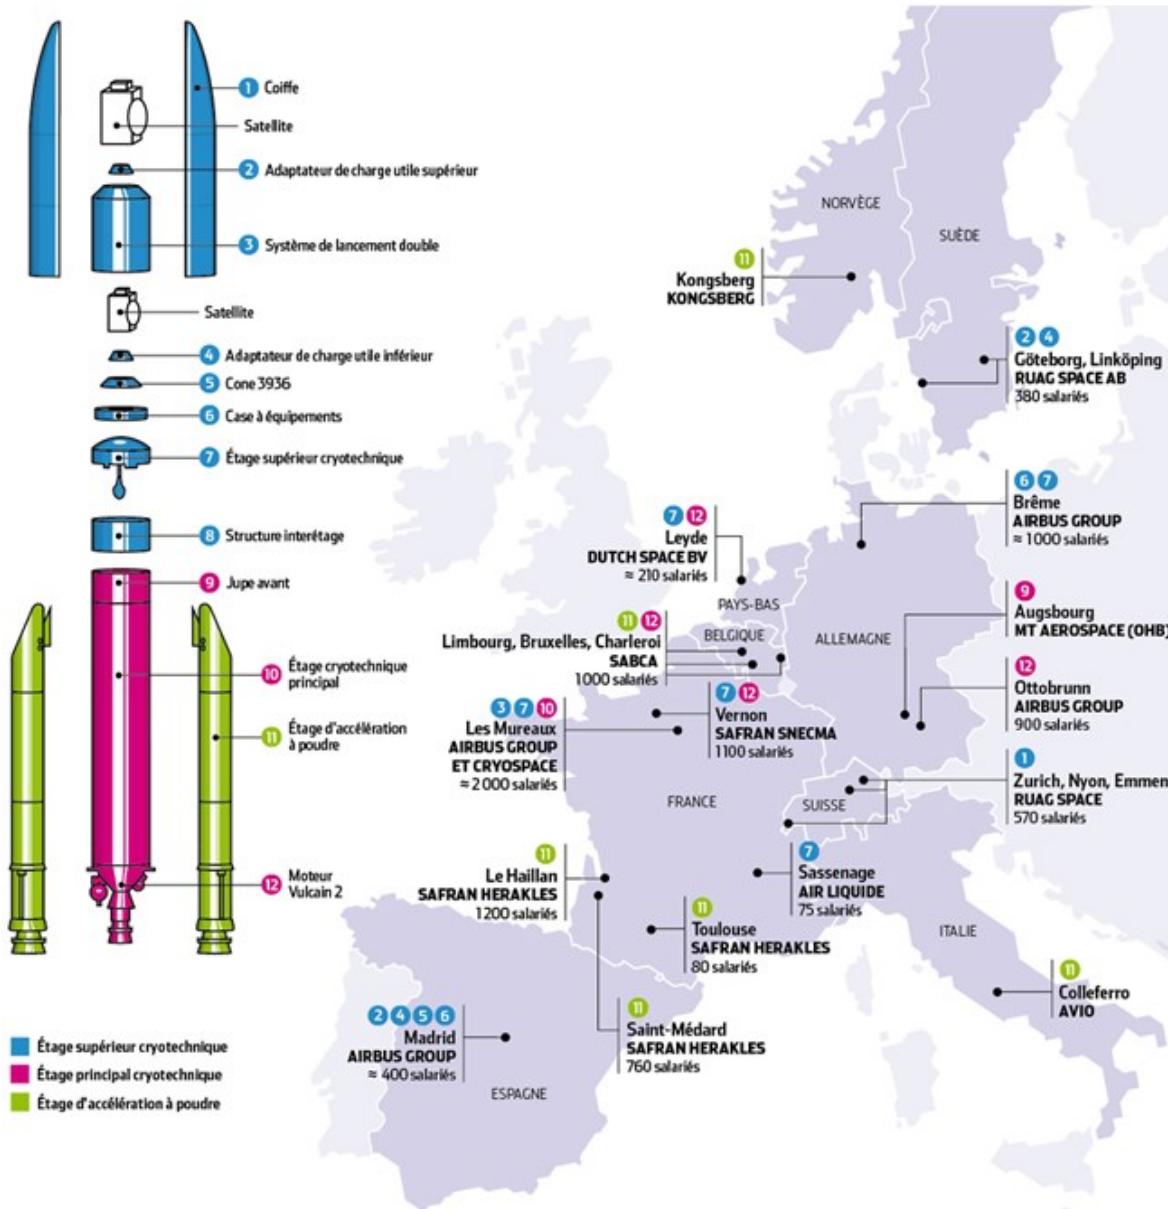 1 Coiffe
Satellite
2 Adaptateur de charge utile supérieur
3 Système de lancement double
Satellite
4 Adaptateur de charge utile inférieur
5 Cone 3936
6 Case à équipements
7 Étage supérieur cryotechnique
8 Structure interétage
9 Jupe avant
10 Étage cryotechnique
principal
11 Étage d'accélération
à poudre
12 Moteur
Vulcain 2
Étage supérieur cryotechnique
Étage principal cryotechnique
Étage d'accélération à poudre
NORVÈGE
SUÈDE
11
Kongsberg
KONGSBERG
2 4
Göteborg, Linköping
RUAG SPACE AB
380 salariés
6 7
Brême
AIRBUS GROUP
≈ 1000 salariés
7 12
Leyde
DUTCH SPACE BV
≈ 210 salariés
PAYS-BAS
9
Augsbourg
MT AEROSPACE (OHB)
11 12
Limbourg, Bruxelles, Charleroi
SABCA
1000 salariés
BELGIQUE
ALLEMAGNE
12
Ottobrunn
AIRBUS GROUP
900 salariés
3 7 10
Les Mureaux
AIRBUS GROUP
ET CRYOSPACE
≈ 2 000 salariés
7 12
Vernon
SAFRAN SNECMA
1100 salariés
1
Zurich, Nyon, Emmen
RUAG SPACE
570 salariés
FRANCE
SUISSE
11
Le Haillan
SAFRAN HERAKLES
1 200 salariés
7
Sassenage
AIR LIQUIDE
75 salariés
11
Toulouse
SAFRAN HERAKLES
80 salariés
ITALIE
11
Colleferro
AVIO
2 4 5 6
Madrid
AIRBUS GROUP
≈ 400 salariés
11
Saint-Médard
SAFRAN HERAKLES
760 salariés
ESPAGNE